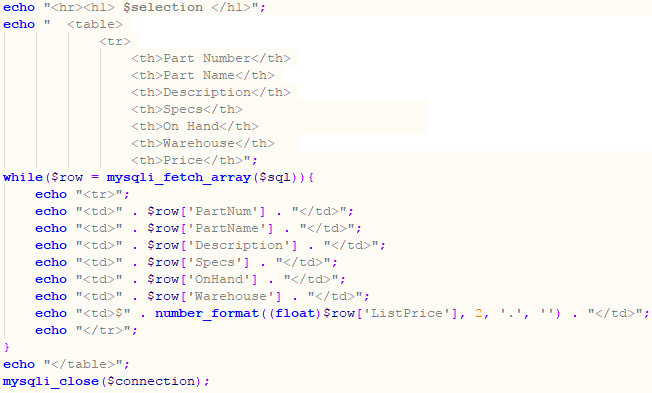 echo "<hr><h1> $selection </h1>";
echo "  <table>
            <tr>
                <th>Part Number</th>
                <th>Part Name</th>
                <th>Description</th>
                <th>Specs</th>
                <th>On Hand</th>
                <th>Warehouse</th>
                <th>Price</th>";
while($row = mysqli_fetch_array($sql)){
    echo "<tr>";
    echo "<td>" . $row['PartNum'] . "</td>";
    echo "<td>" . $row['PartName'] . "</td>";
    echo "<td>" . $row['Description'] . "</td>";
    echo "<td>" . $row['Specs'] . "</td>";
    echo "<td>" . $row['OnHand'] . "</td>";
    echo "<td>" . $row['Warehouse'] . "</td>";
    echo "<td>$" . number_format((float)$row['ListPrice'], 2, '.', '') . "</td>";
    echo "</tr>";
}
echo "</table>";
mysqli_close($connection);